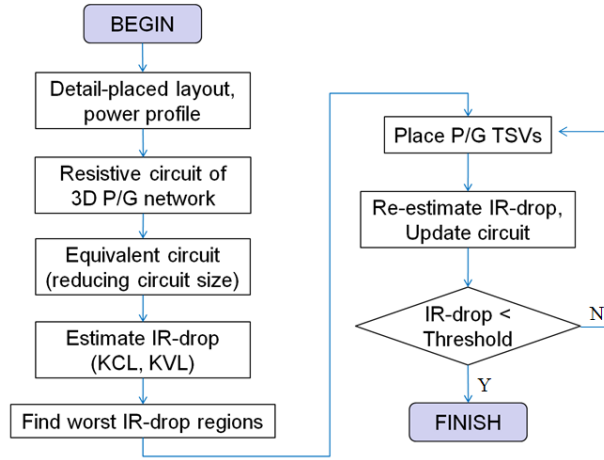 BEGIN
Detail-placed layout,
power profile
Resistive circuit of
3D P/G network
Equivalent circuit
(reducing circuit size)
Estimate IR-drop
(KCL, KVL)
Find worst IR-drop regions
Place P/G TSVs
Re-estimate IR-drop,
Update circuit
IR-drop <
Threshold
N
Y
FINISH